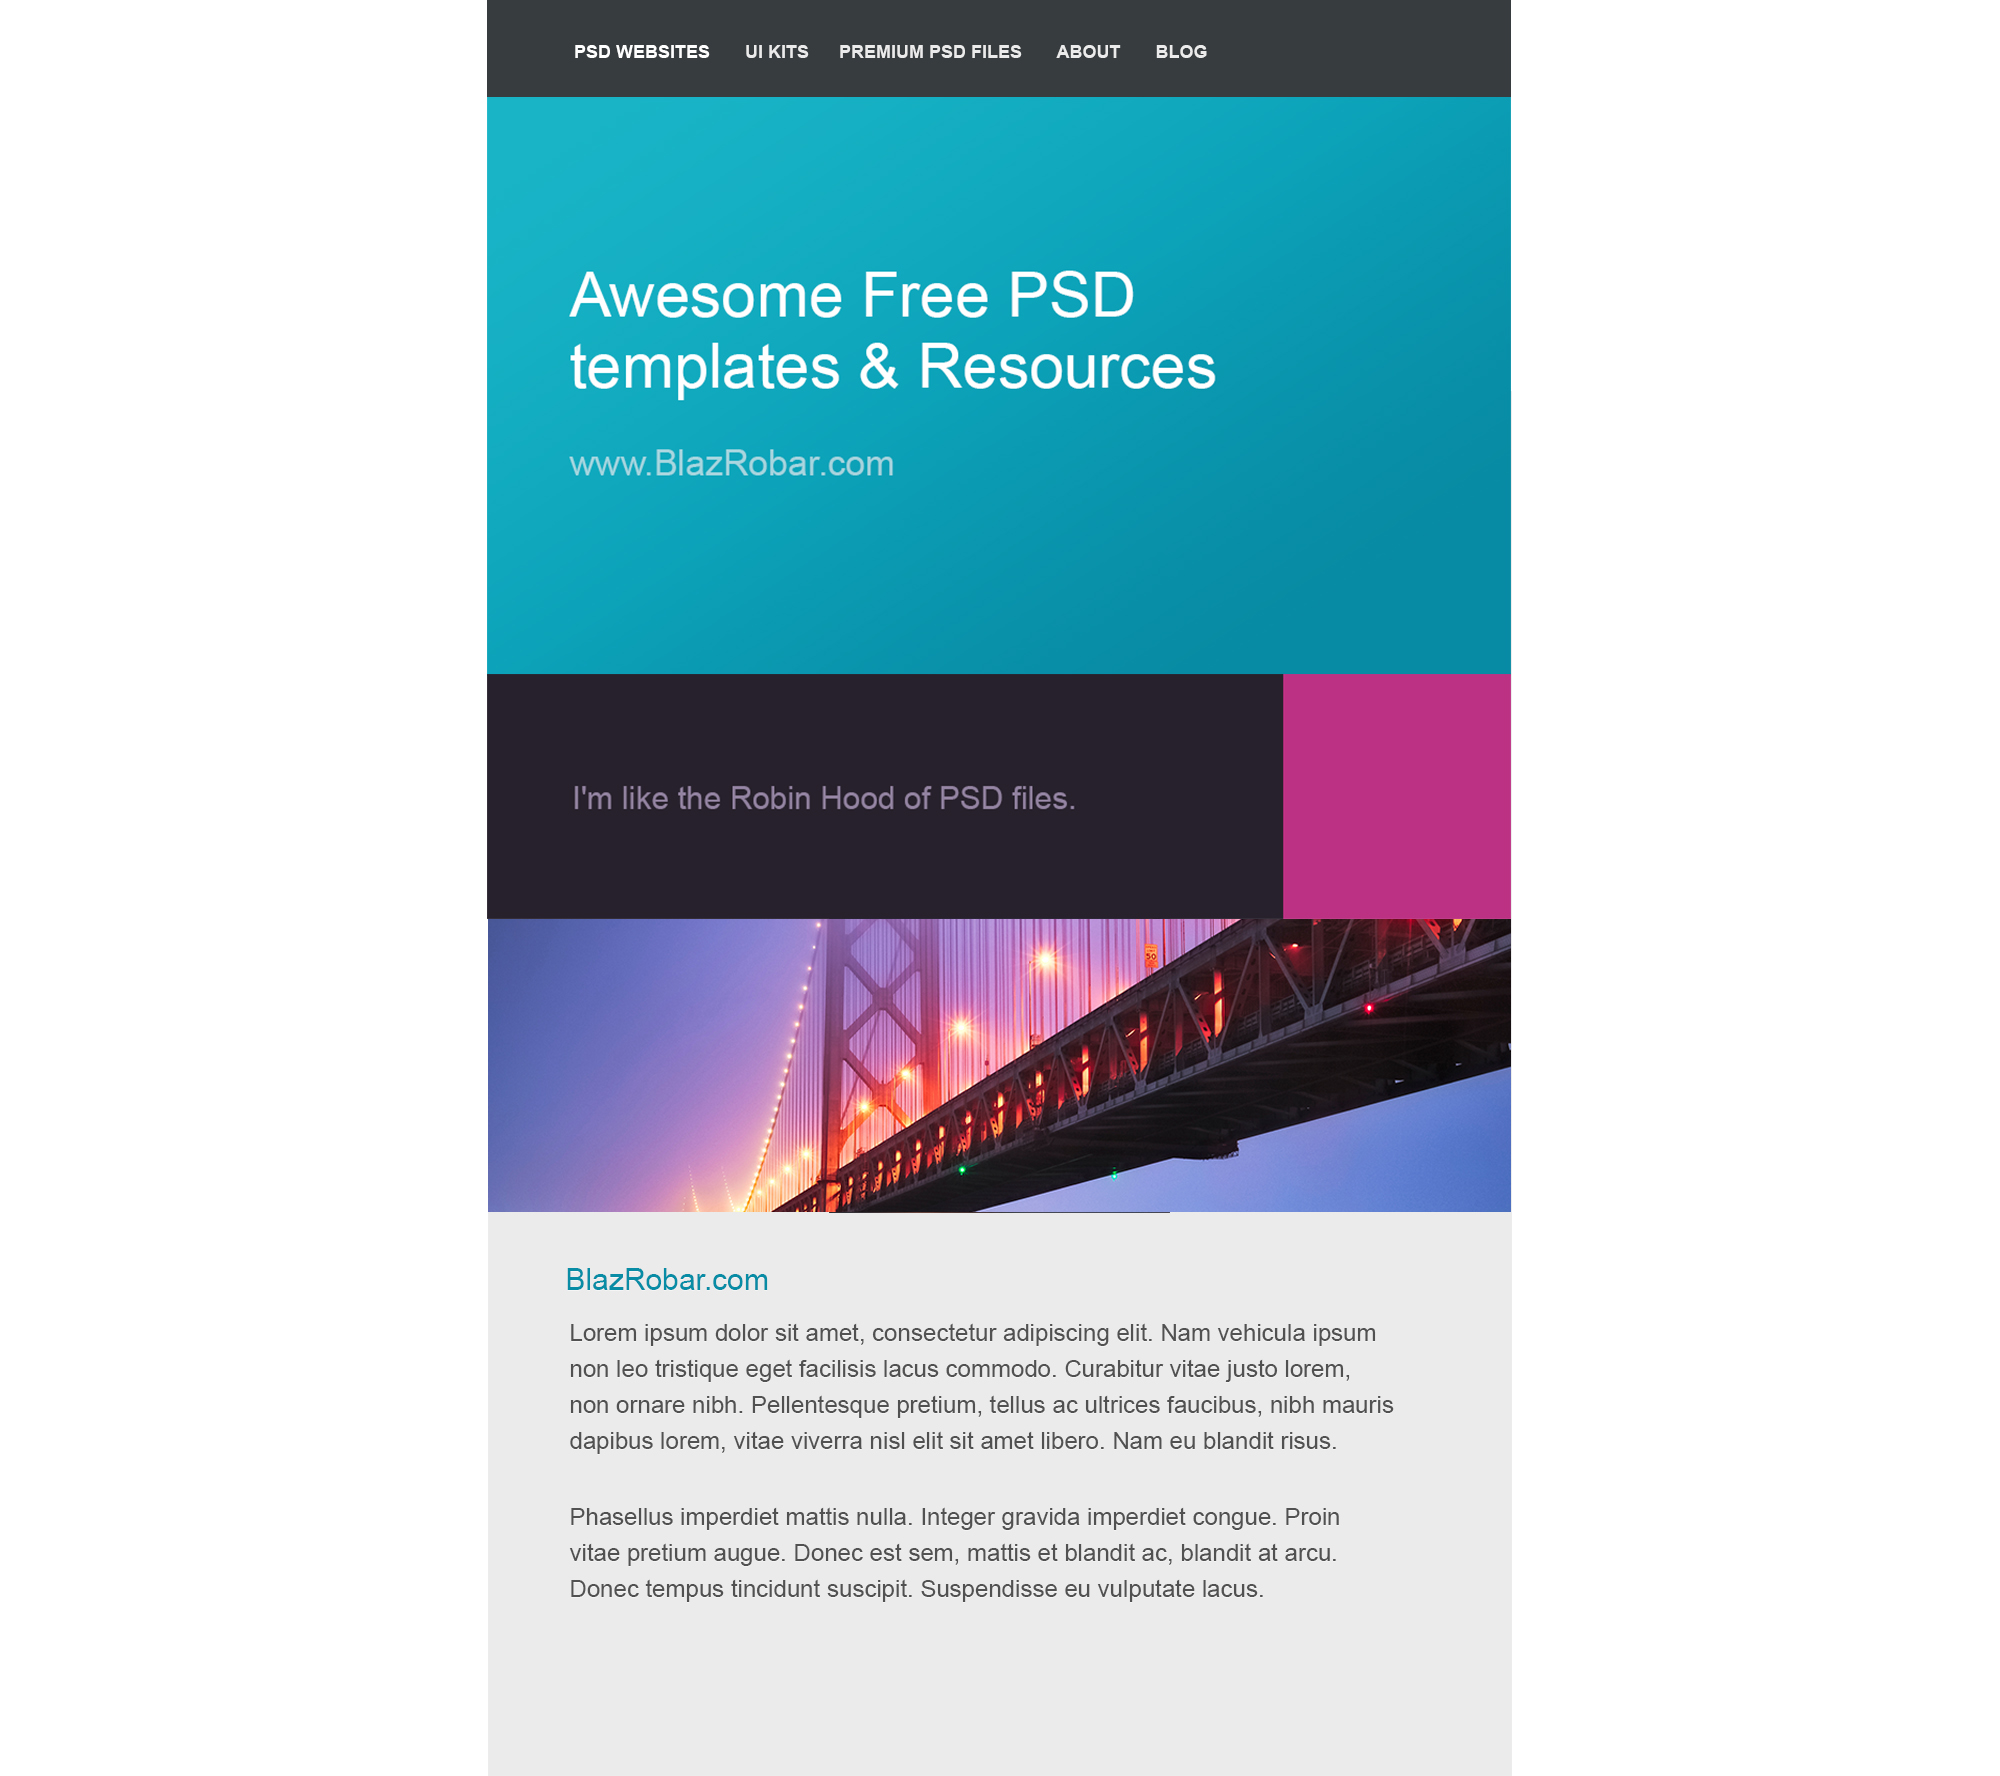 PSD WEBSITES UI KITS PREMIUM PSD FILES ABOUT BLOG
Awesome Free PSD
templates & Resources
www.BlazRobar.com
I'm like the Robin Hood of PSD files.
50
BlazRobar.com
Lorem ipsum dolor sit amet, consectetur adipiscing elit. Nam vehicula ipsum
non leo tristique eget facilisis lacus commodo. Curabitur vitae justo lorem,
non ornare nibh. Pellentesque pretium, tellus ac ultrices faucibus, nibh mauris
dapibus lorem, vitae viverra nisl elit sit amet libero. Nam eu blandit risus.
Phasellus imperdiet mattis nulla. Integer gravida imperdiet congue. Proin
vitae pretium augue. Donec est sem, mattis et blandit ac, blandit at arcu.
Donec tempus tincidunt suscipit. Suspendisse eu vulputate lacus.